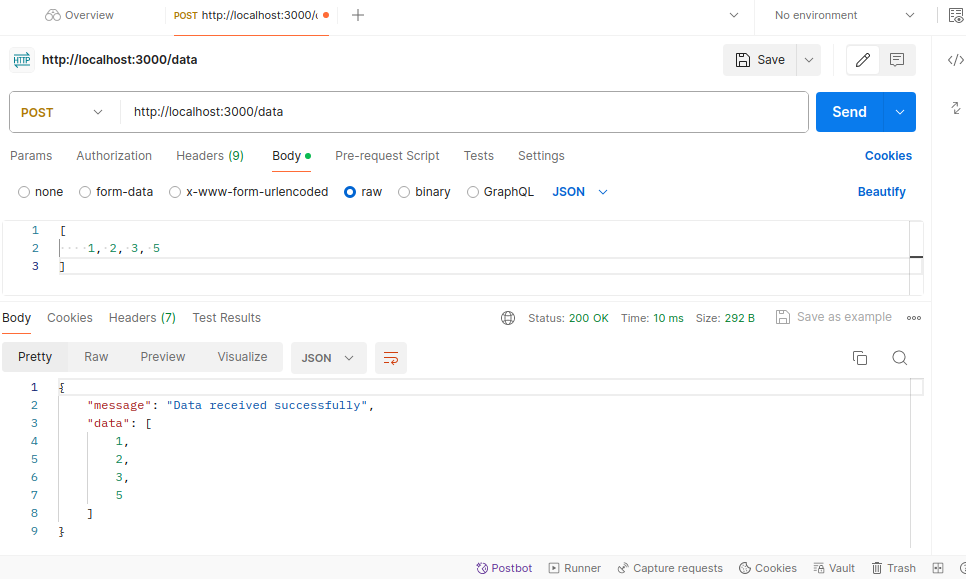 Overview POST http://localhost:3000/ No environment
HTTP http://localhost:3000/data Save
POST http://localhost:3000/data Send
Params Authorization Headers (9) Body Pre-request Script Tests Settings Cookies
none form-data x-www-form-urlencoded raw binary GraphQL JSON Beautify
1 [
2 1, 2, 3, 5
3 ]
Body Cookies Headers (7) Test Results Status: 200 OK Time: 10 ms Size: 292 B Save as example
Pretty Raw Preview Visualize JSON
1 {
2 "message": "Data received successfully",
3 "data": [
4 1,
5 2,
6 3,
7 5
8 ]
9 }
Postbot Runner Capture requests Cookies Vault Trash